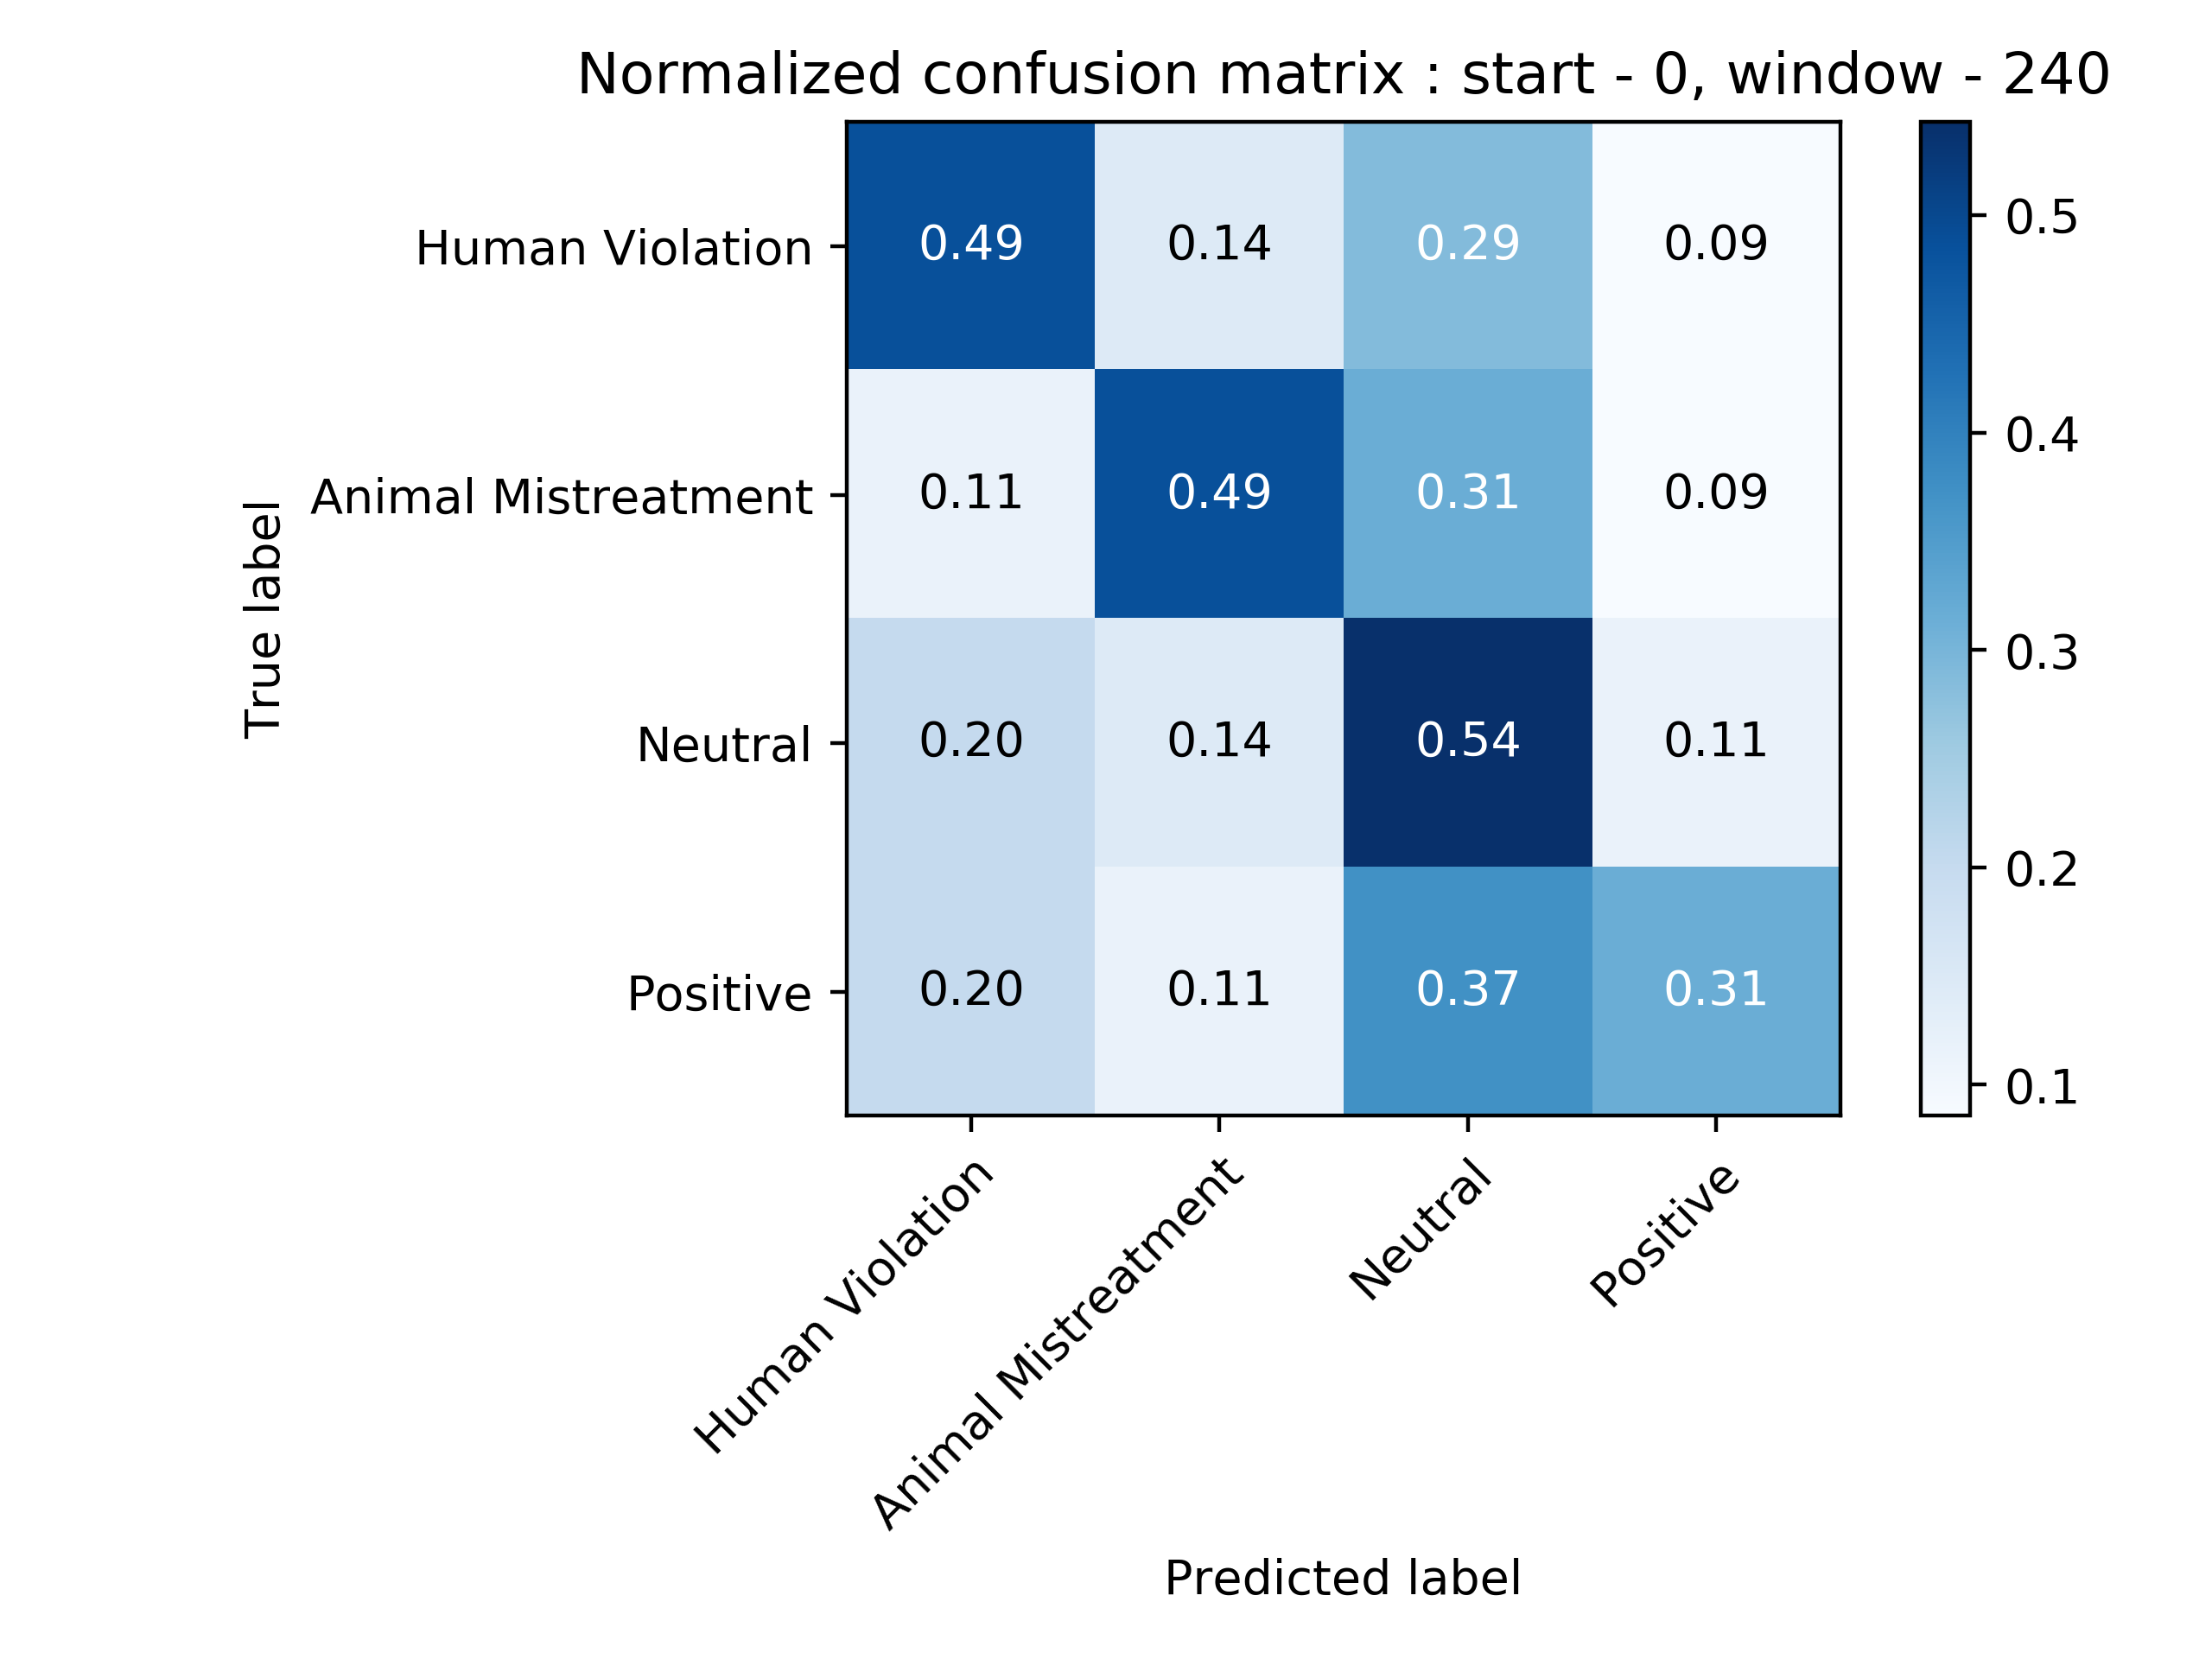 Normalized confusion matrix : start - 0, window - 240
True label
Human Violation
0.49 0.14 0.29 0.09
Animal Mistreatment
0.11 0.49 0.31 0.09
Neutral
0.20 0.14 0.54 0.11
Positive
0.20 0.11 0.37 0.31
Human Violation
Animal Mistreatment
Neutral
Positive
Predicted label
0.5
0.4
0.3
0.2
0.1